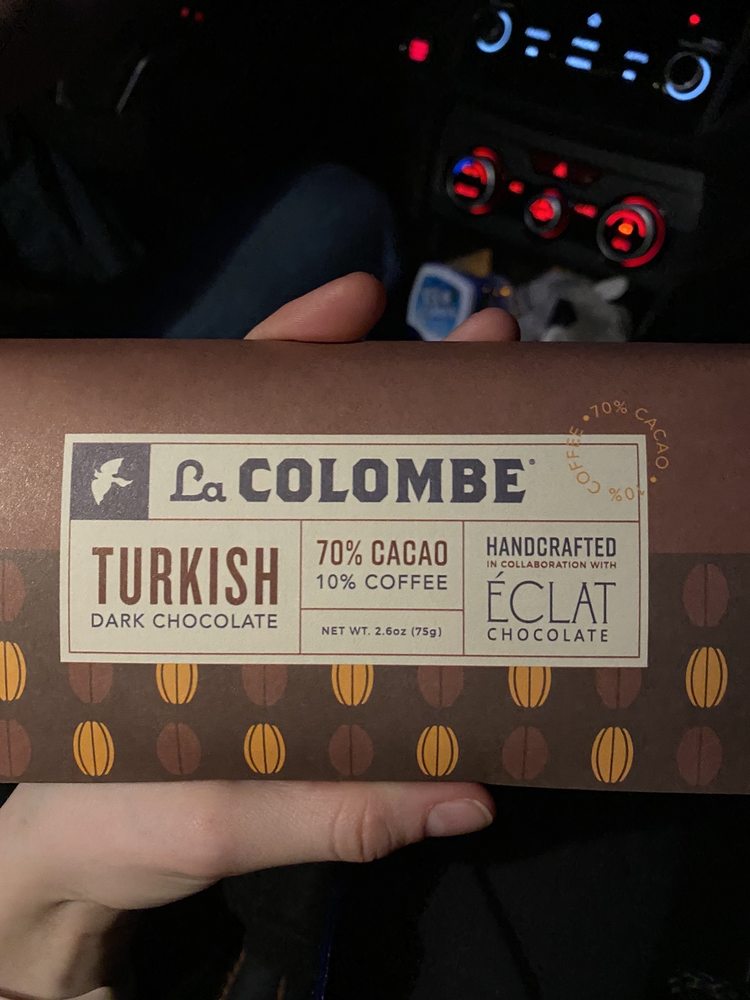 La COLOMBE
TURKISH
DARK CHOCOLATE
70% CACAO
10% COFFEE
NET WT. 2.6oz (75g)
HANDCRAFTED
IN COLLABORATION WITH
ÉCLAT
CHOCOLATE
•70% CACAO•
COFFEE